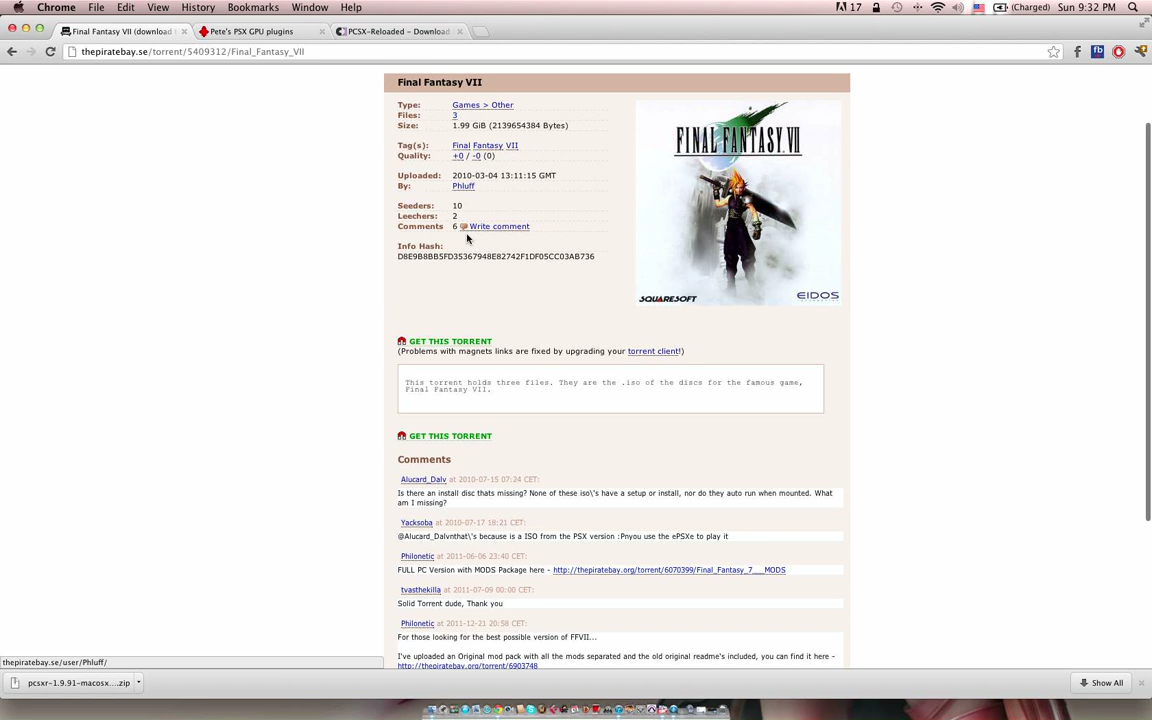 Chrome File Edit View History Bookmarks Window Help 17 (Charged) Sun 9:32 PM
Final Fantasy VII (download t Pete's PSX GPU plugins PCSX-Reloaded – Download
thepiratebay.se/torrent/5409312/Final_Fantasy_VII
Final Fantasy VII
Type: Games > Other
Files: 3
Size: 1.99 GiB (2139654384 Bytes)
Tag(s): Final Fantasy VII
Quality: +0 / -0 (0)
Uploaded: 2010-03-04 13:11:15 GMT
By: Phluff
Seeders: 10
Leechers: 2
Comments 6 Write comment
Info Hash:
D8E9B8BB5FD35367948E82742F1DF05CC03AB736
FINAL FANTASY VII
SQUARESOFT EIDOS
GET THIS TORRENT
(Problems with magnets links are fixed by upgrading your torrent client!)
This torrent holds three files. They are the .iso of the discs for the famous game,
Final Fantasy VII.
GET THIS TORRENT
Comments
Alucard_Dalv at 2010-07-15 07:24 CET:
Is there an install disc thats missing? None of these iso\'s have a setup or install, nor do they auto run when mounted. What
am I missing?
Yacksoba at 2010-07-17 18:21 CET:
@Alucard_Dalvnthat\'s because is a ISO from the PSX version :Pnyou use the ePSXe to play it
Philonetic at 2011-06-06 23:40 CET:
FULL PC Version with MODS Package here - http://thepiratebay.org/torrent/6070399/Final_Fantasy_7___MODS
tvasthekilla at 2011-07-09 00:00 CET:
Solid Torrent dude, Thank you
Philonetic at 2011-12-21 20:58 CET:
For those looking for the best possible version of FFVII...
I've uploaded an Original mod pack with all the mods separated and the old original readme's included, you can find it here -
http://thepiratebay.org/torrent/6903748
thepiratebay.se/user/Phluff/
pcsxr-1.9.91-macosx....zip Show All